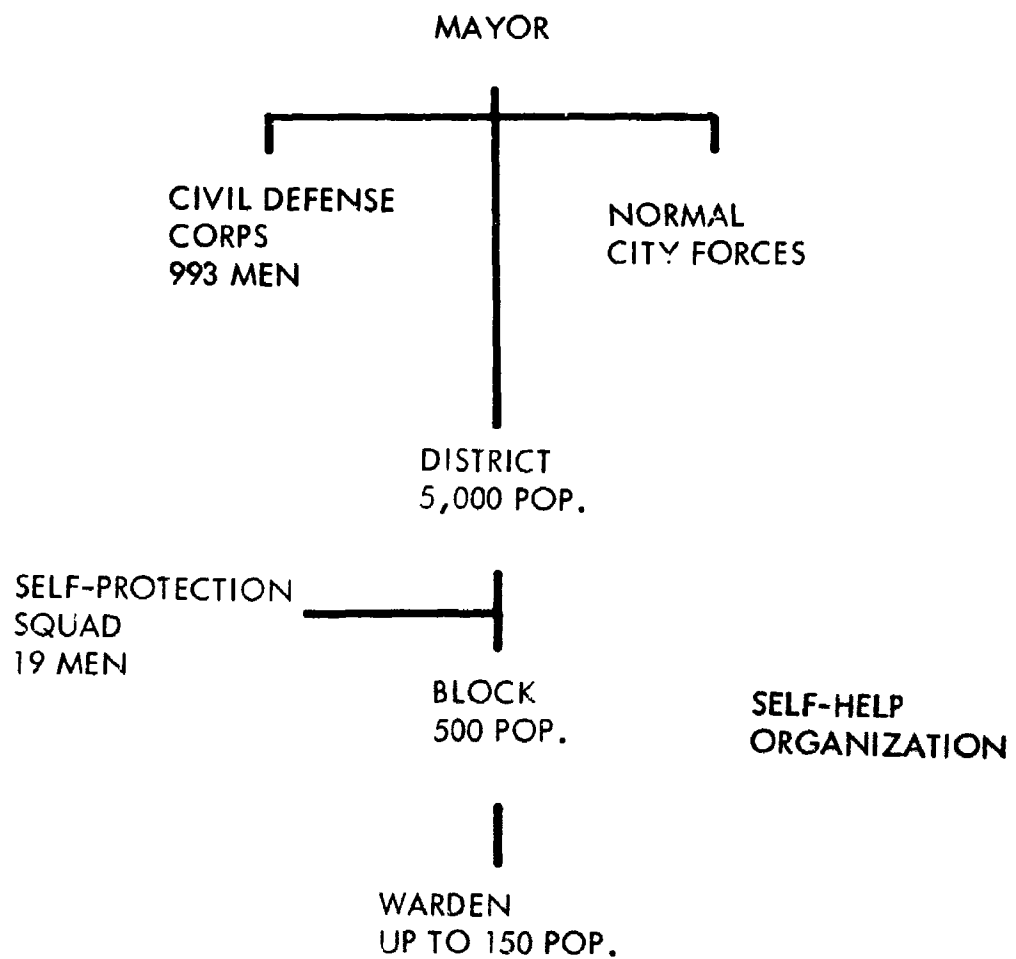 MAYOR
CIVIL DEFENSE
CORPS
993 MEN
NORMAL
CITY FORCES
DISTRICT
5,000 POP.
SELF-PROTECTION
SQUAD
19 MEN
BLOCK
500 POP.
SELF-HELP
ORGANIZATION
WARDEN
UP TO 150 POP.